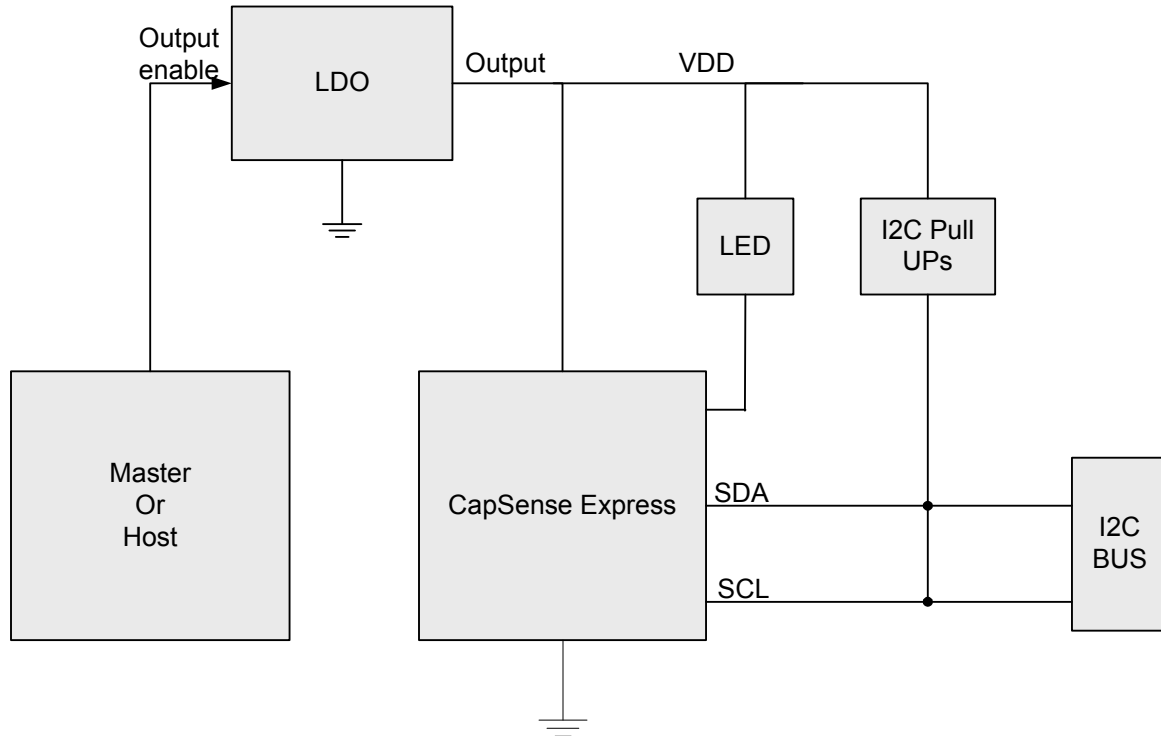 Output
enable
LDO
Output
VDD
LED
I2C Pull
UPs
Master
Or
Host
CapSense Express
SDA
SCL
I2C
BUS